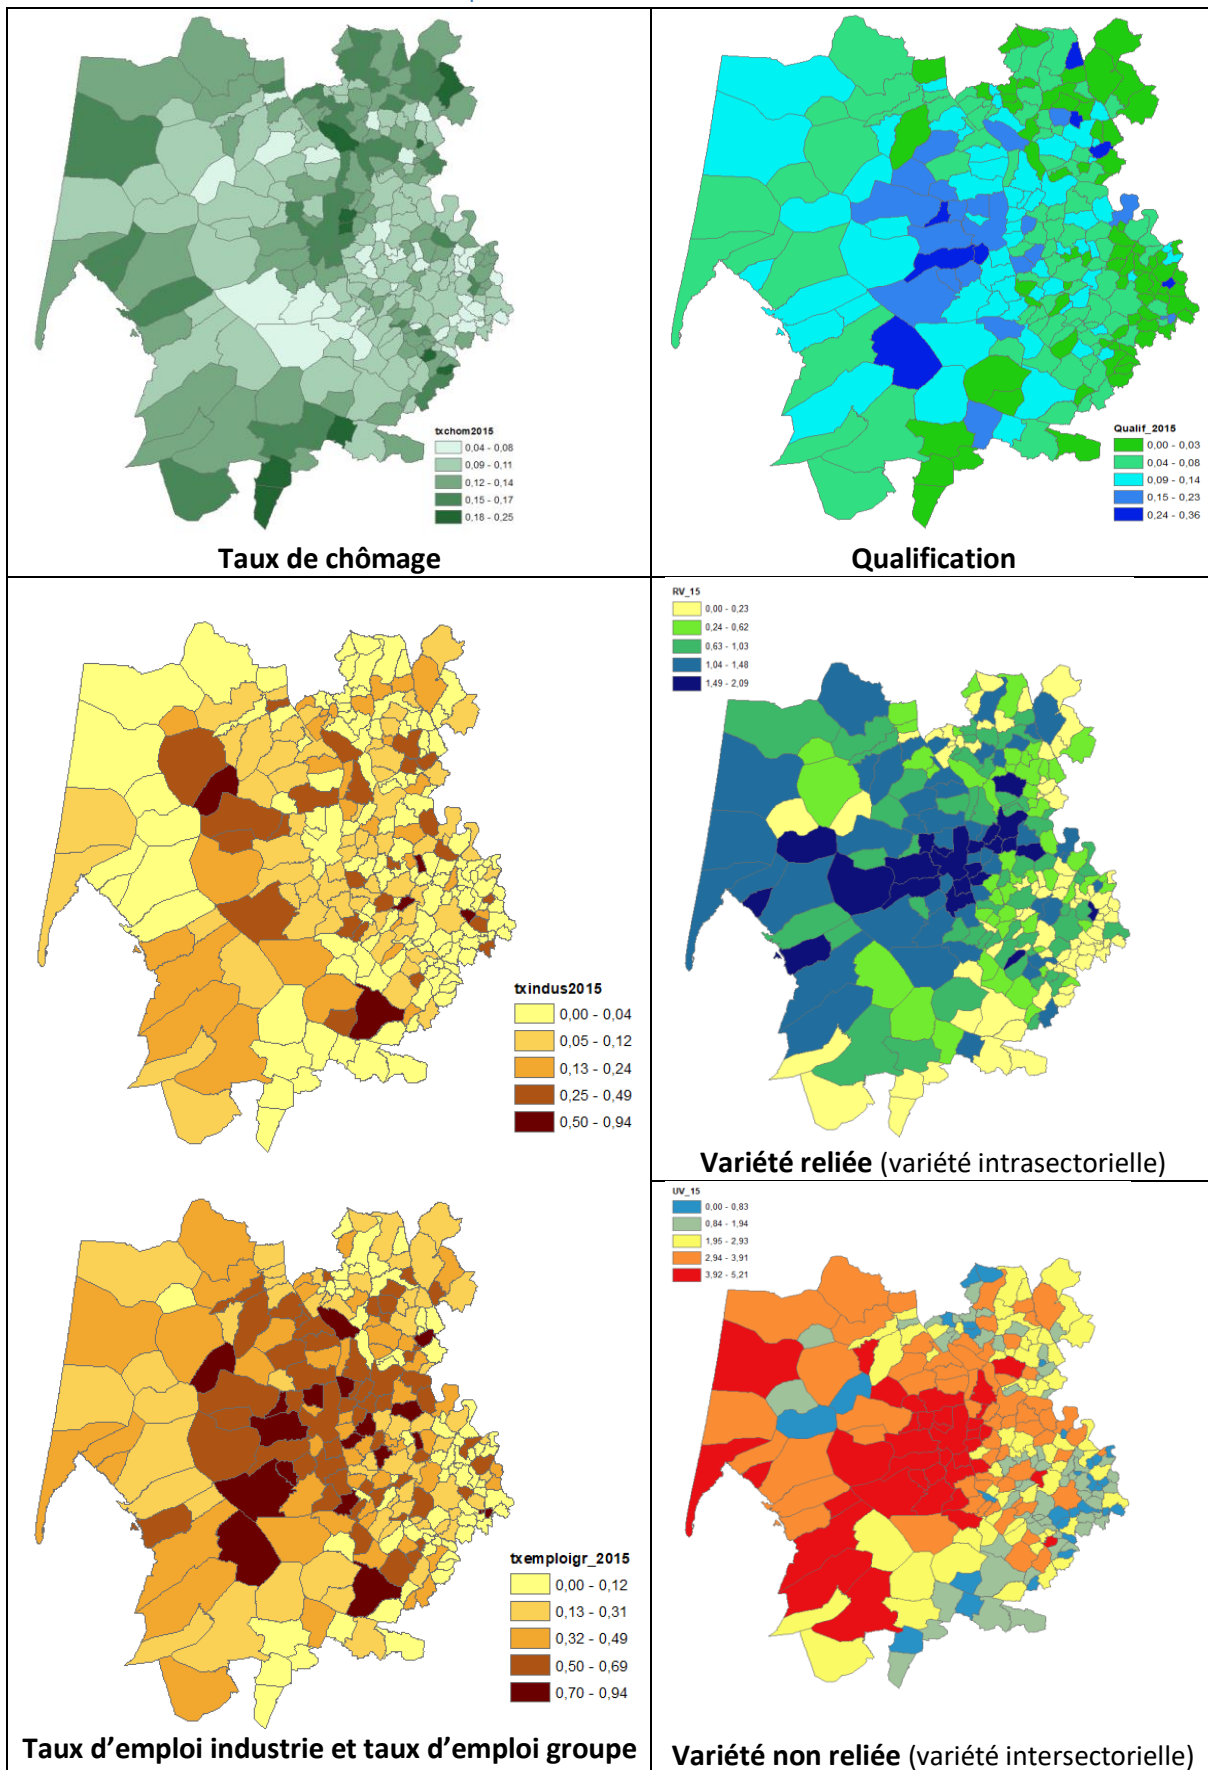 txchom2015
0,04 - 0,08
0,09 - 0,11
0,12 - 0,14
0,15 - 0,17
0,18 - 0,25
Taux de chômage
Qualif_2015
0,00 - 0,03
0,04 - 0,08
0,09 - 0,14
0,15 - 0,23
0,24 - 0,36
Qualification
txindus2015
0,00 - 0,04
0,05 - 0,12
0,13 - 0,24
0,25 - 0,49
0,50 - 0,94
txemploigr_2015
0,00 - 0,12
0,13 - 0,31
0,32 - 0,49
0,50 - 0,69
0,70 - 0,94
Taux d’emploi industrie et taux d’emploi groupe
RV_15
0,00 - 0,23
0,24 - 0,62
0,63 - 1,03
1,04 - 1,48
1,49 - 2,09
Variété reliée (variété intrasectorielle)
UV_15
0,00 - 0,83
0,84 - 1,94
1,95 - 2,93
2,94 - 3,91
3,92 - 5,21
Variété non reliée (variété intersectorielle)